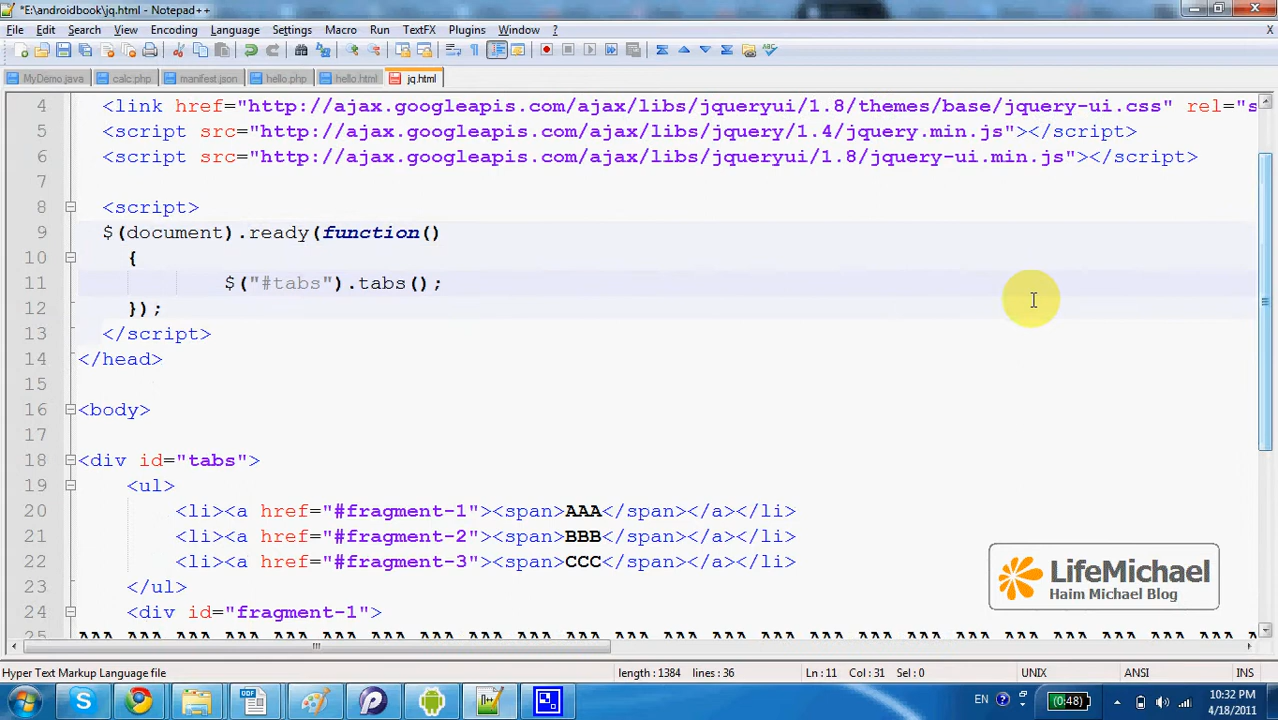 *E:\androidbook\jq.html - Notepad++
File Edit Search View Encoding Language Settings Macro Run TextFX Plugins Window ? X
MyDemo.java calc.php manifest.json hello.php hello.html jq.html
4 <link href="http://ajax.googleapis.com/ajax/libs/jqueryui/1.8/themes/base/jquery-ui.css" rel="s
5 <script src="http://ajax.googleapis.com/ajax/libs/jquery/1.4/jquery.min.js"></script>
6 <script src="http://ajax.googleapis.com/ajax/libs/jqueryui/1.8/jquery-ui.min.js"></script>
7
8 <script>
9 $(document).ready(function()
10 {
11 $("#tabs").tabs();
12 });
13 </script>
14 </head>
15
16 <body>
17
18 <div id="tabs">
19 <ul>
20 <li><a href="#fragment-1"><span>AAA</span></a></li>
21 <li><a href="#fragment-2"><span>BBB</span></a></li>
22 <li><a href="#fragment-3"><span>CCC</span></a></li>
23 </ul>
24 <div id="fragment-1">
25
LifeMichael
Haim Michael Blog
Hyper Text Markup Language file length : 1384 lines : 36 Ln : 11 Col : 31 Sel : 0 UNIX ANSI INS
EN (0:48) 10:32 PM
4/18/2011